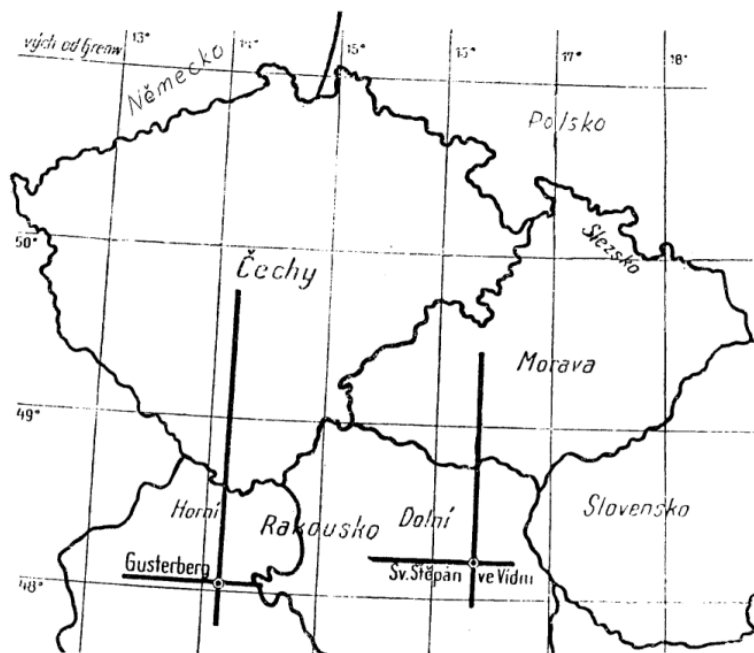 13°
14°
15°
16°
17°
18°
vých od Grenw.
Německo
Polsko
50°
Slezsko
Čechy
Morava
49°
Horní
Rakousko
Dolní
Slovensko
Gusterberg
Sv. Štěpán ve Vídni
48°